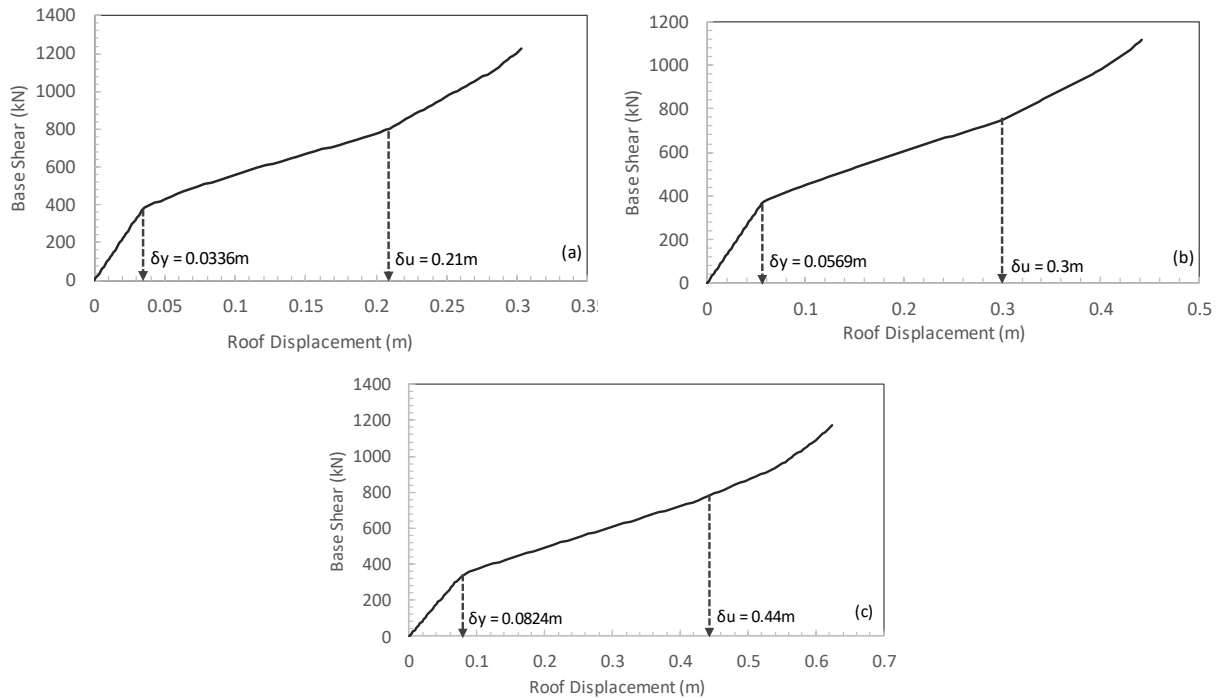 1400
1200
1000
800
600
400
200
0
Base Shear (kN)
δy = 0.0336m
δu = 0.21m
(a)
0 0.05 0.1 0.15 0.2 0.25 0.3 0.3
Roof Displacement (m)
1200
1000
800
600
400
200
0
Base Shear (kN)
δy = 0.0569m
δu = 0.3m
(b)
0 0.1 0.2 0.3 0.4 0.5
Roof Displacement (m)
1400
1200
1000
800
600
400
200
0
Base Shear (kN)
δy = 0.0824m
δu = 0.44m
(c)
0 0.1 0.2 0.3 0.4 0.5 0.6 0.7
Roof Displacement (m)